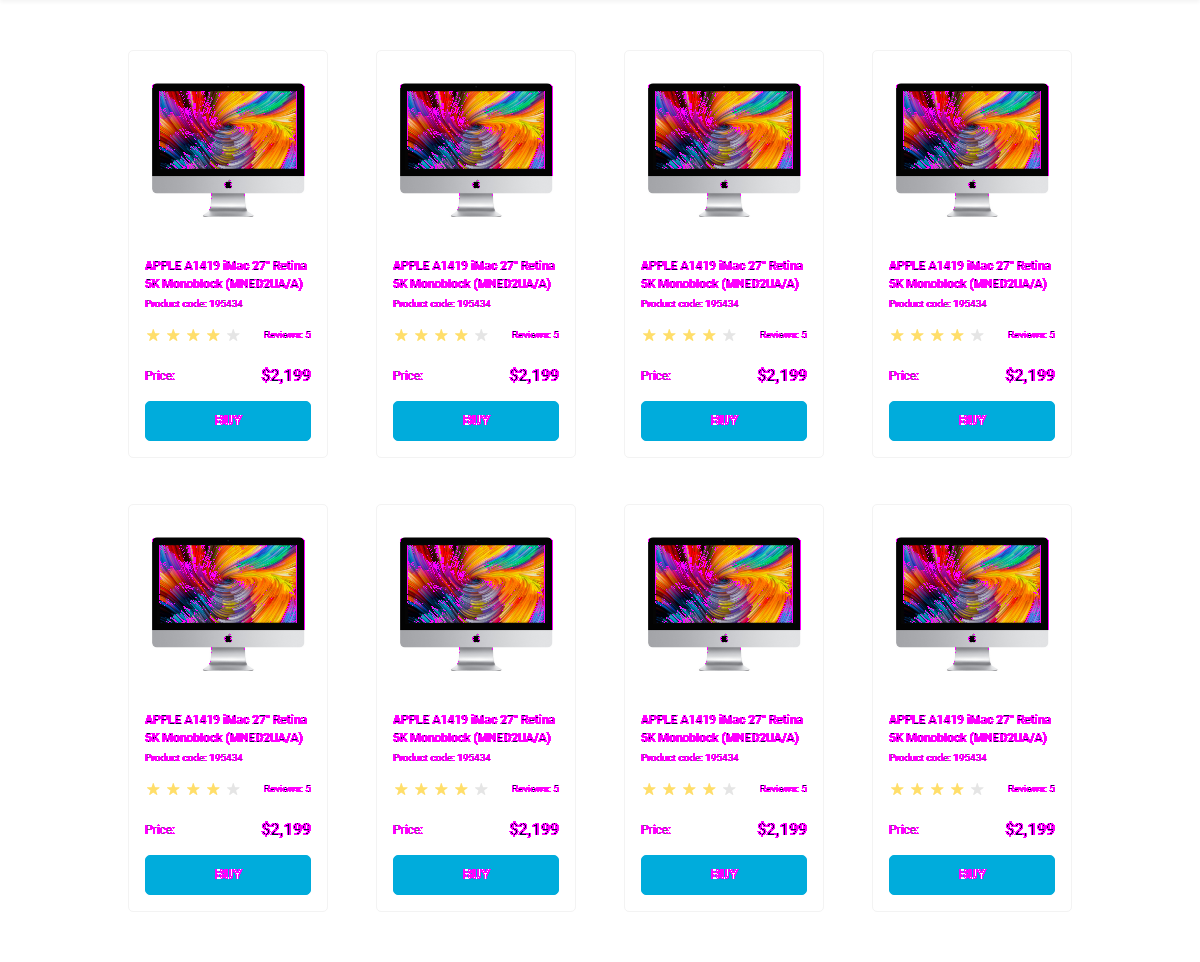 APPLE A1419 iMac 27" Retina
5K Monoblock (MNED2UA/A)
Product code: 195434
Reviews: 5
Price: $2,199
BUY
APPLE A1419 iMac 27" Retina
5K Monoblock (MNED2UA/A)
Product code: 195434
Reviews: 5
Price: $2,199
BUY
APPLE A1419 iMac 27" Retina
5K Monoblock (MNED2UA/A)
Product code: 195434
Reviews: 5
Price: $2,199
BUY
APPLE A1419 iMac 27" Retina
5K Monoblock (MNED2UA/A)
Product code: 195434
Reviews: 5
Price: $2,199
BUY
APPLE A1419 iMac 27" Retina
5K Monoblock (MNED2UA/A)
Product code: 195434
Reviews: 5
Price: $2,199
BUY
APPLE A1419 iMac 27" Retina
5K Monoblock (MNED2UA/A)
Product code: 195434
Reviews: 5
Price: $2,199
BUY
APPLE A1419 iMac 27" Retina
5K Monoblock (MNED2UA/A)
Product code: 195434
Reviews: 5
Price: $2,199
BUY
APPLE A1419 iMac 27" Retina
5K Monoblock (MNED2UA/A)
Product code: 195434
Reviews: 5
Price: $2,199
BUY